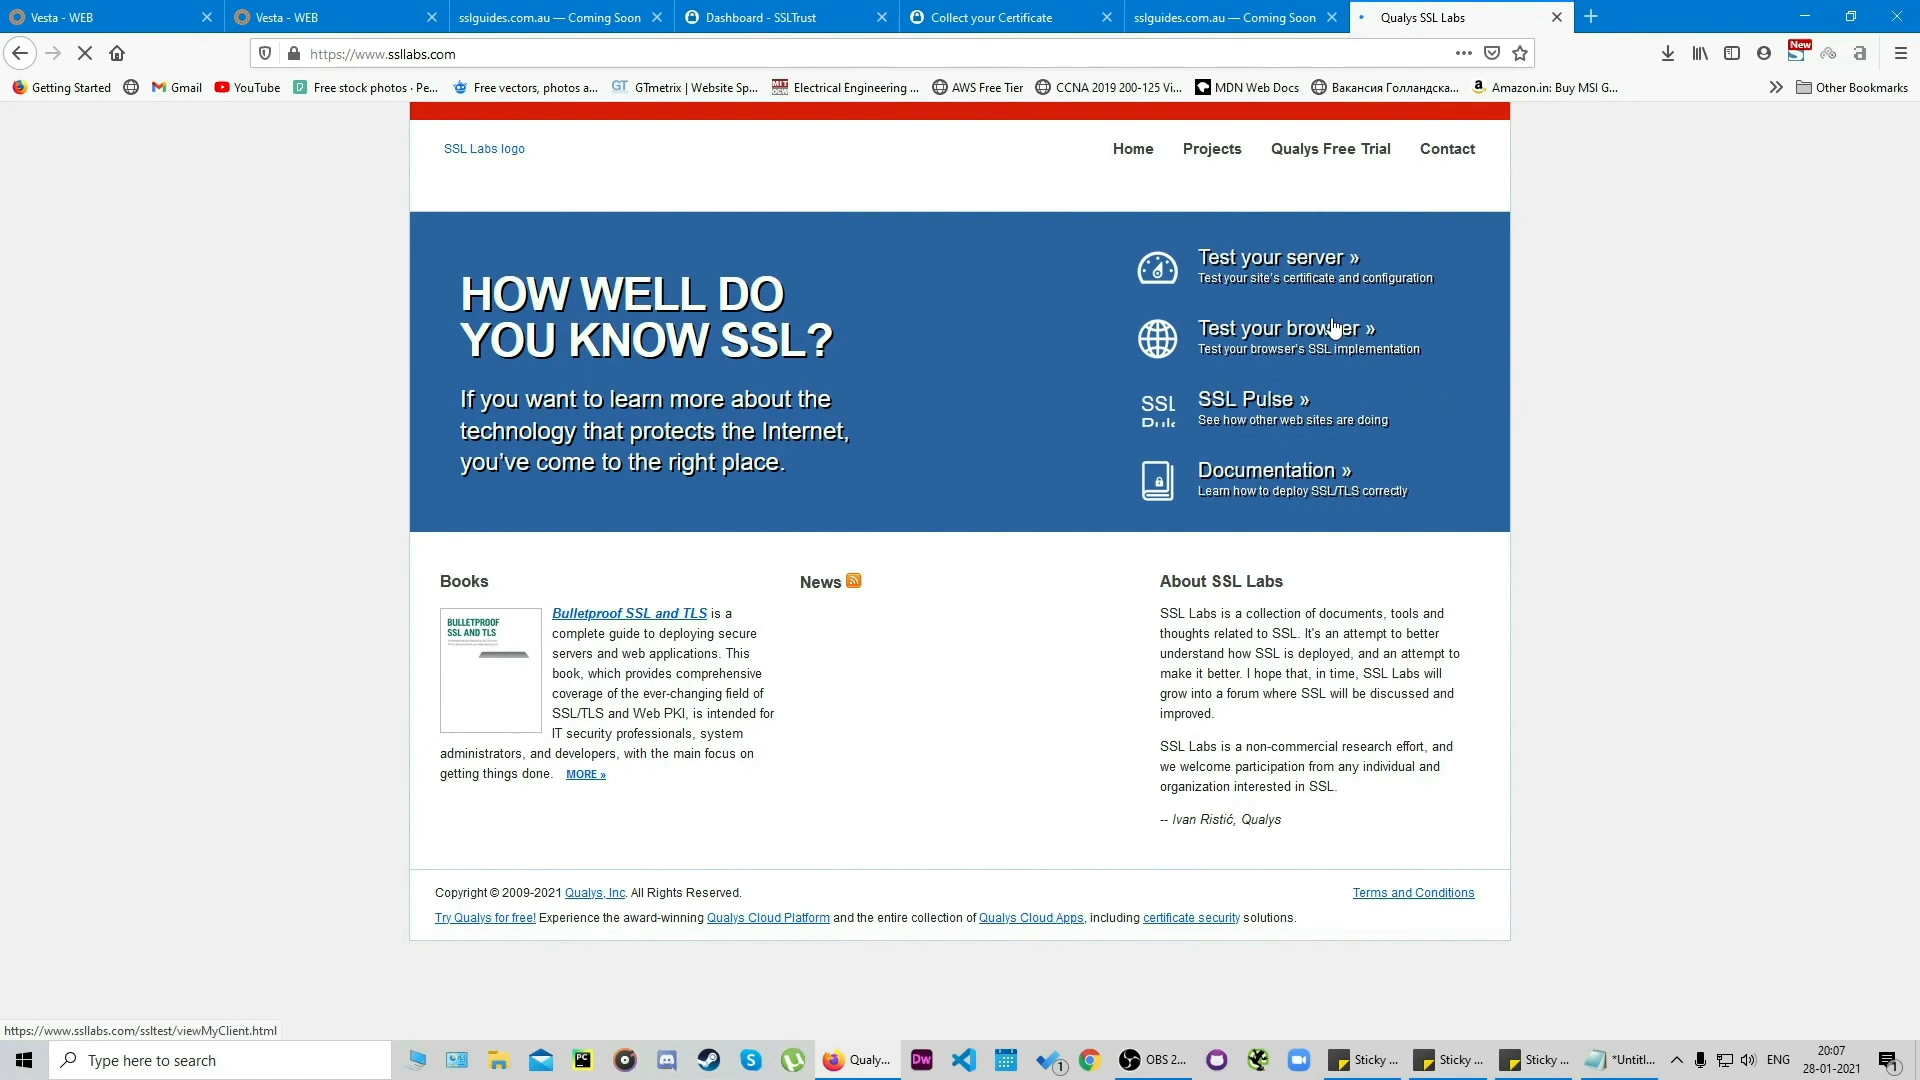 Vesta - WEB
Vesta - WEB
sslguides.com.au — Coming Soon
Dashboard - SSLTrust
Collect your Certificate
sslguides.com.au — Coming Soon
Qualys SSL Labs
https://www.ssllabs.com
New
Getting Started
Gmail
YouTube
Free stock photos · Pe...
Free vectors, photos a...
GTmetrix | Website Sp...
Electrical Engineering ...
AWS Free Tier
CCNA 2019 200-125 Vi...
MDN Web Docs
Вакансия Голландска...
Amazon.in: Buy MSI G...
Other Bookmarks
SSL Labs logo
Home
Projects
Qualys Free Trial
Contact
HOW WELL DO
YOU KNOW SSL?
If you want to learn more about the
technology that protects the Internet,
you’ve come to the right place.
Test your server »
Test your site’s certificate and configuration
Test your browser »
Test your browser’s SSL implementation
SSL
SSL Pulse »
See how other web sites are doing
Documentation »
Learn how to deploy SSL/TLS correctly
Books
BULLETPROOF
SSL AND TLS
Bulletproof SSL and TLS is a
complete guide to deploying secure
servers and web applications. This
book, which provides comprehensive
coverage of the ever-changing field of
SSL/TLS and Web PKI, is intended for
IT security professionals, system
administrators, and developers, with the main focus on
getting things done. MORE »
News
About SSL Labs
SSL Labs is a collection of documents, tools and
thoughts related to SSL. It's an attempt to better
understand how SSL is deployed, and an attempt to
make it better. I hope that, in time, SSL Labs will
grow into a forum where SSL will be discussed and
improved.
SSL Labs is a non-commercial research effort, and
we welcome participation from any individual and
organization interested in SSL.
-- Ivan Ristić, Qualys
Copyright © 2009-2021 Qualys, Inc. All Rights Reserved.
Terms and Conditions
Try Qualys for free! Experience the award-winning Qualys Cloud Platform and the entire collection of Qualys Cloud Apps, including certificate security solutions.
https://www.ssllabs.com/ssltest/viewMyClient.html
Type here to search
Qualy...
Dw
1
OBS 2...
Sticky ...
Sticky ...
Sticky ...
*Untitl...
ENG
20:07
28-01-2021
1